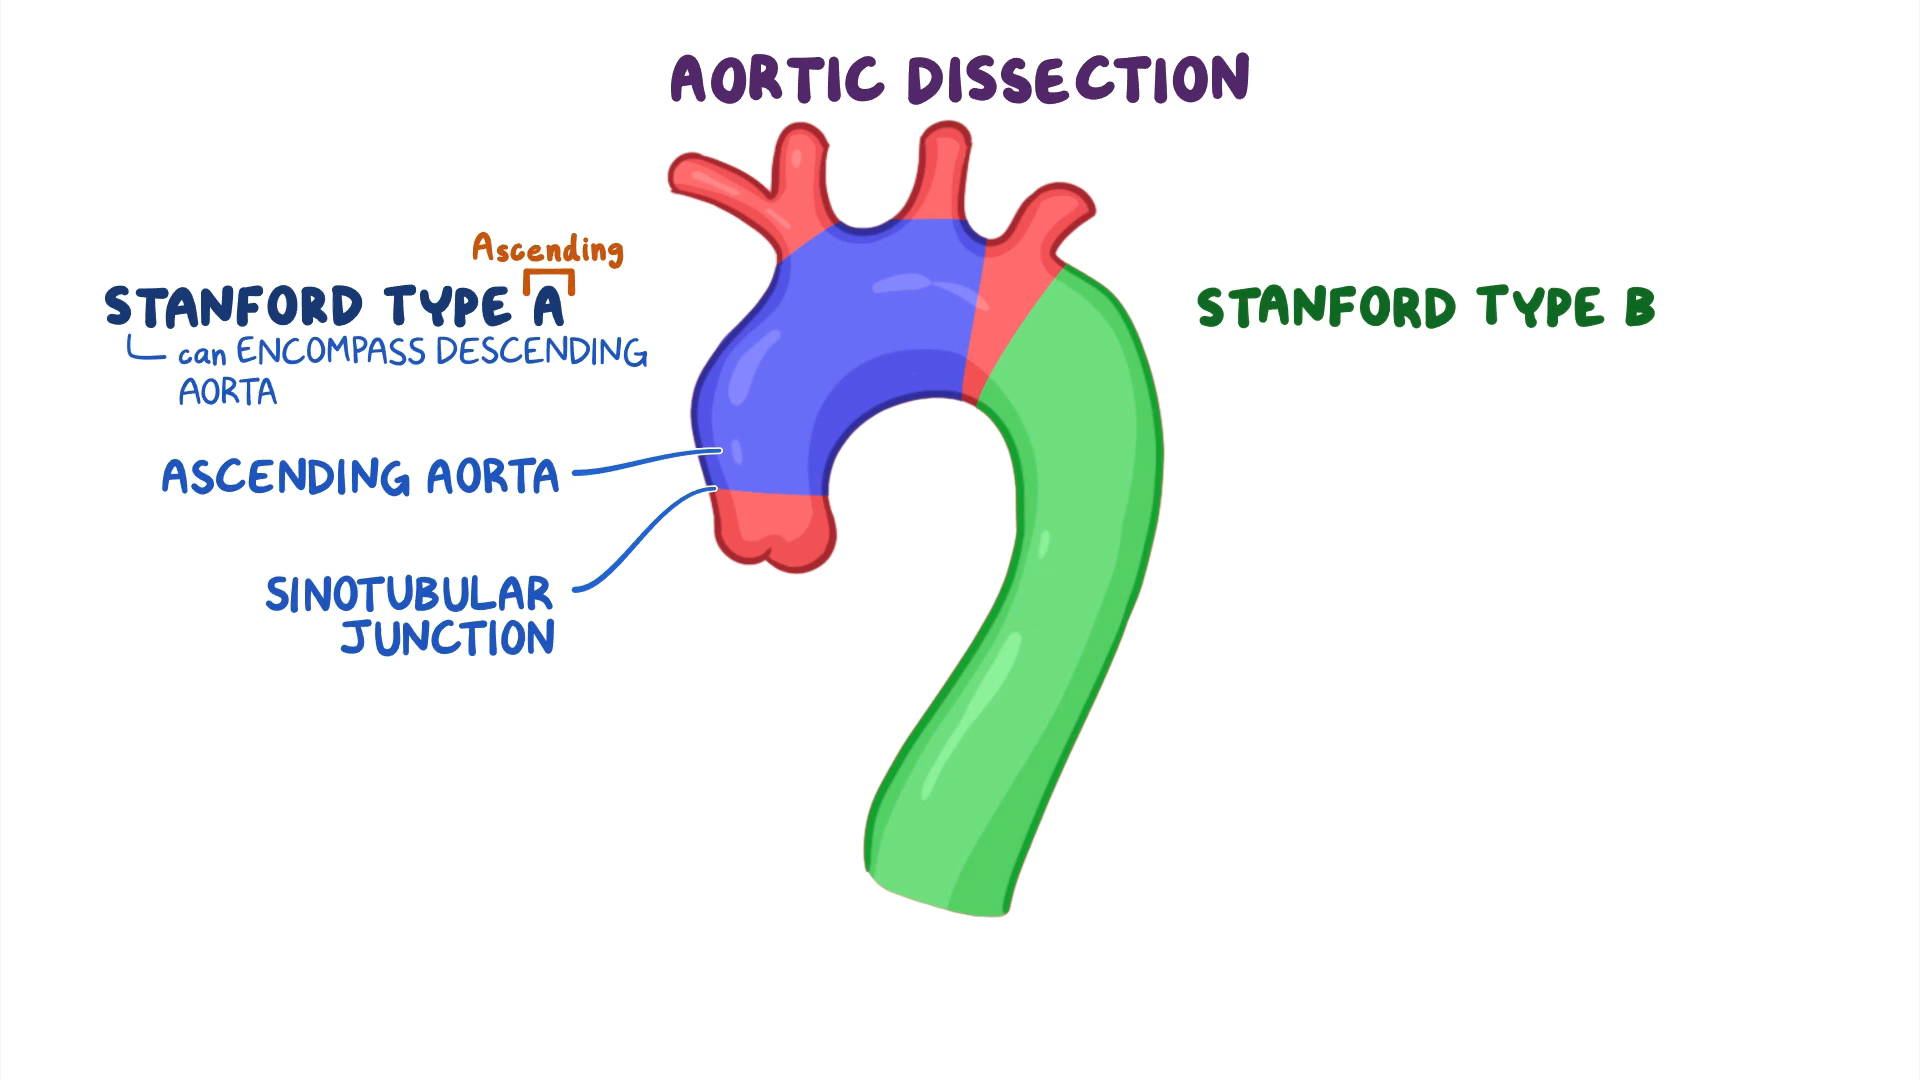 AORTIC DISSECTION
Ascending
STANFORD TYPE A
can ENCOMPASS DESCENDING
AORTA
ASCENDING AORTA
SINOTUBULAR
JUNCTION
STANFORD TYPE B